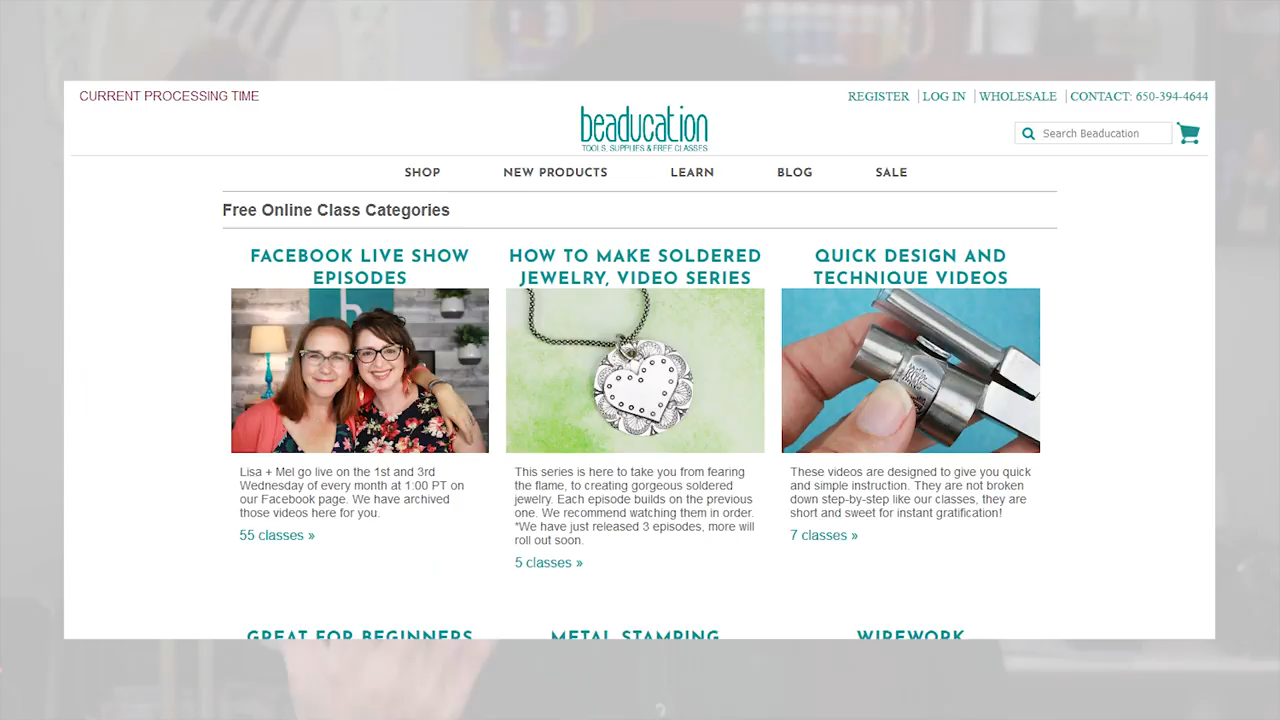 CURRENT PROCESSING TIME
REGISTER LOG IN WHOLESALE CONTACT: 650-394-4644
beaducation
TOOLS, SUPPLIES & FREE CLASSES
Search Beaducation
SHOP NEW PRODUCTS LEARN BLOG SALE
Free Online Class Categories
FACEBOOK LIVE SHOW
EPISODES
Lisa + Mel go live on the 1st and 3rd
Wednesday of every month at 1:00 PT on
our Facebook page. We have archived
those videos here for you.
55 classes »
HOW TO MAKE SOLDERED
JEWELRY, VIDEO SERIES
This series is here to take you from fearing
the flame, to creating gorgeous soldered
jewelry. Each episode builds on the previous
one. We recommend watching them in order.
*We have just released 3 episodes, more will
roll out soon.
5 classes »
QUICK DESIGN AND
TECHNIQUE VIDEOS
These videos are designed to give you quick
and simple instruction. They are not broken
down step-by-step like our classes, they are
short and sweet for instant gratification!
7 classes »
GREAT FOR BEGINNERS
METAL STAMPING
WIREWORK